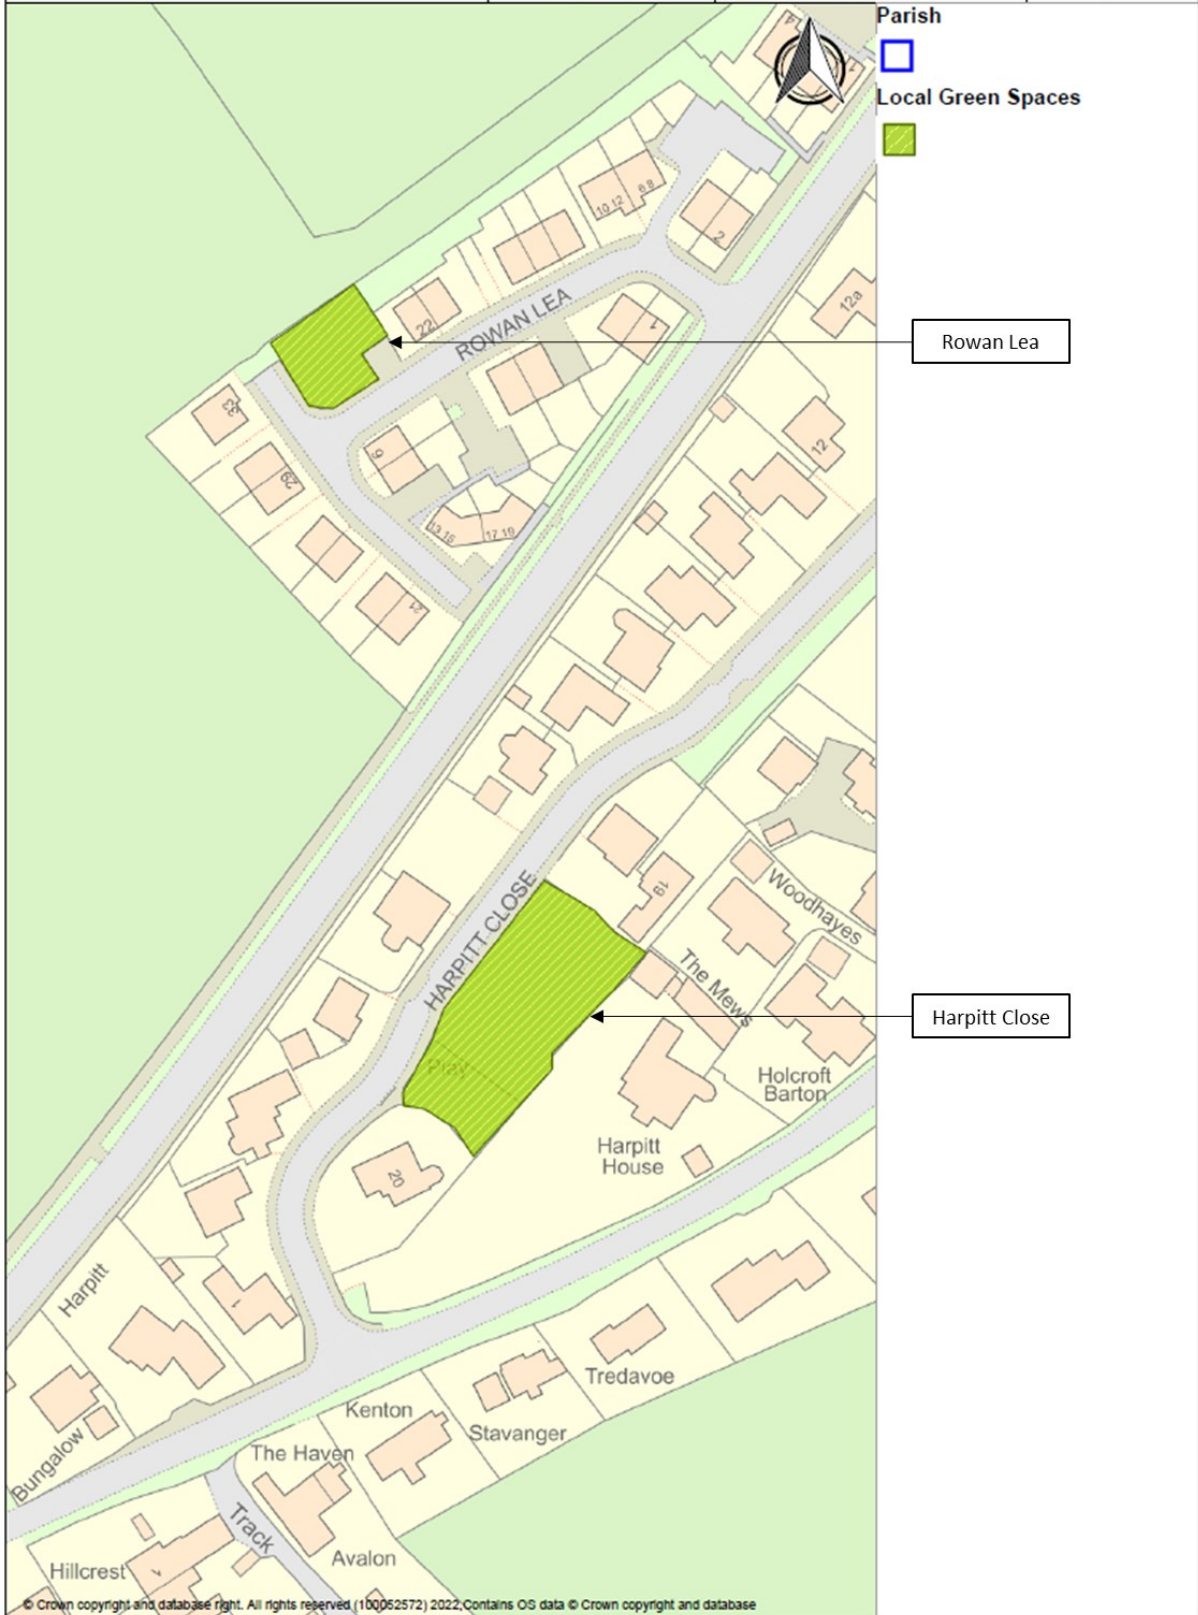 Parish
Local Green Spaces
4
1
10 12
6 8
2
22
ROWAN LEA
1
12a
Rowan Lea
33
9
29
12
13 15
17 19
21
HARPITT CLOSE
19
Woodhayes
The Mews
Play
Harpitt Close
Holcroft
Barton
Harpitt
House
20
Harpitt
1
Tredavoe
Kenton
Stavanger
The Haven
Bungalow
Track
Avalon
Hillcrest
1
© Crown copyright and database right. All rights reserved (100052572) 2022,Contains OS data © Crown copyright and database